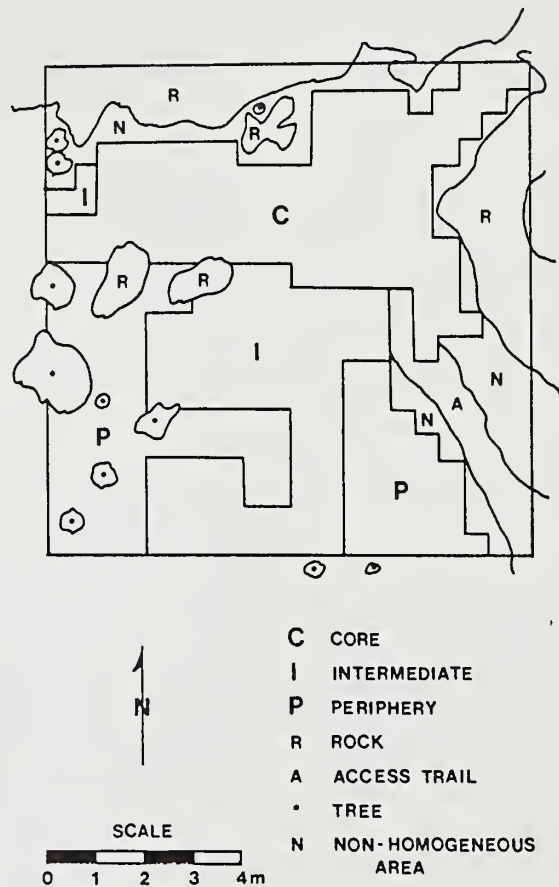 R
N
R
I
C
R
R
R
I
N
A
N
P
P
C CORE
I INTERMEDIATE
P PERIPHERY
R ROCK
A ACCESS TRAIL
• TREE
N NON-HOMOGENEOUS
AREA
N
SCALE
0 1 2 3 4m